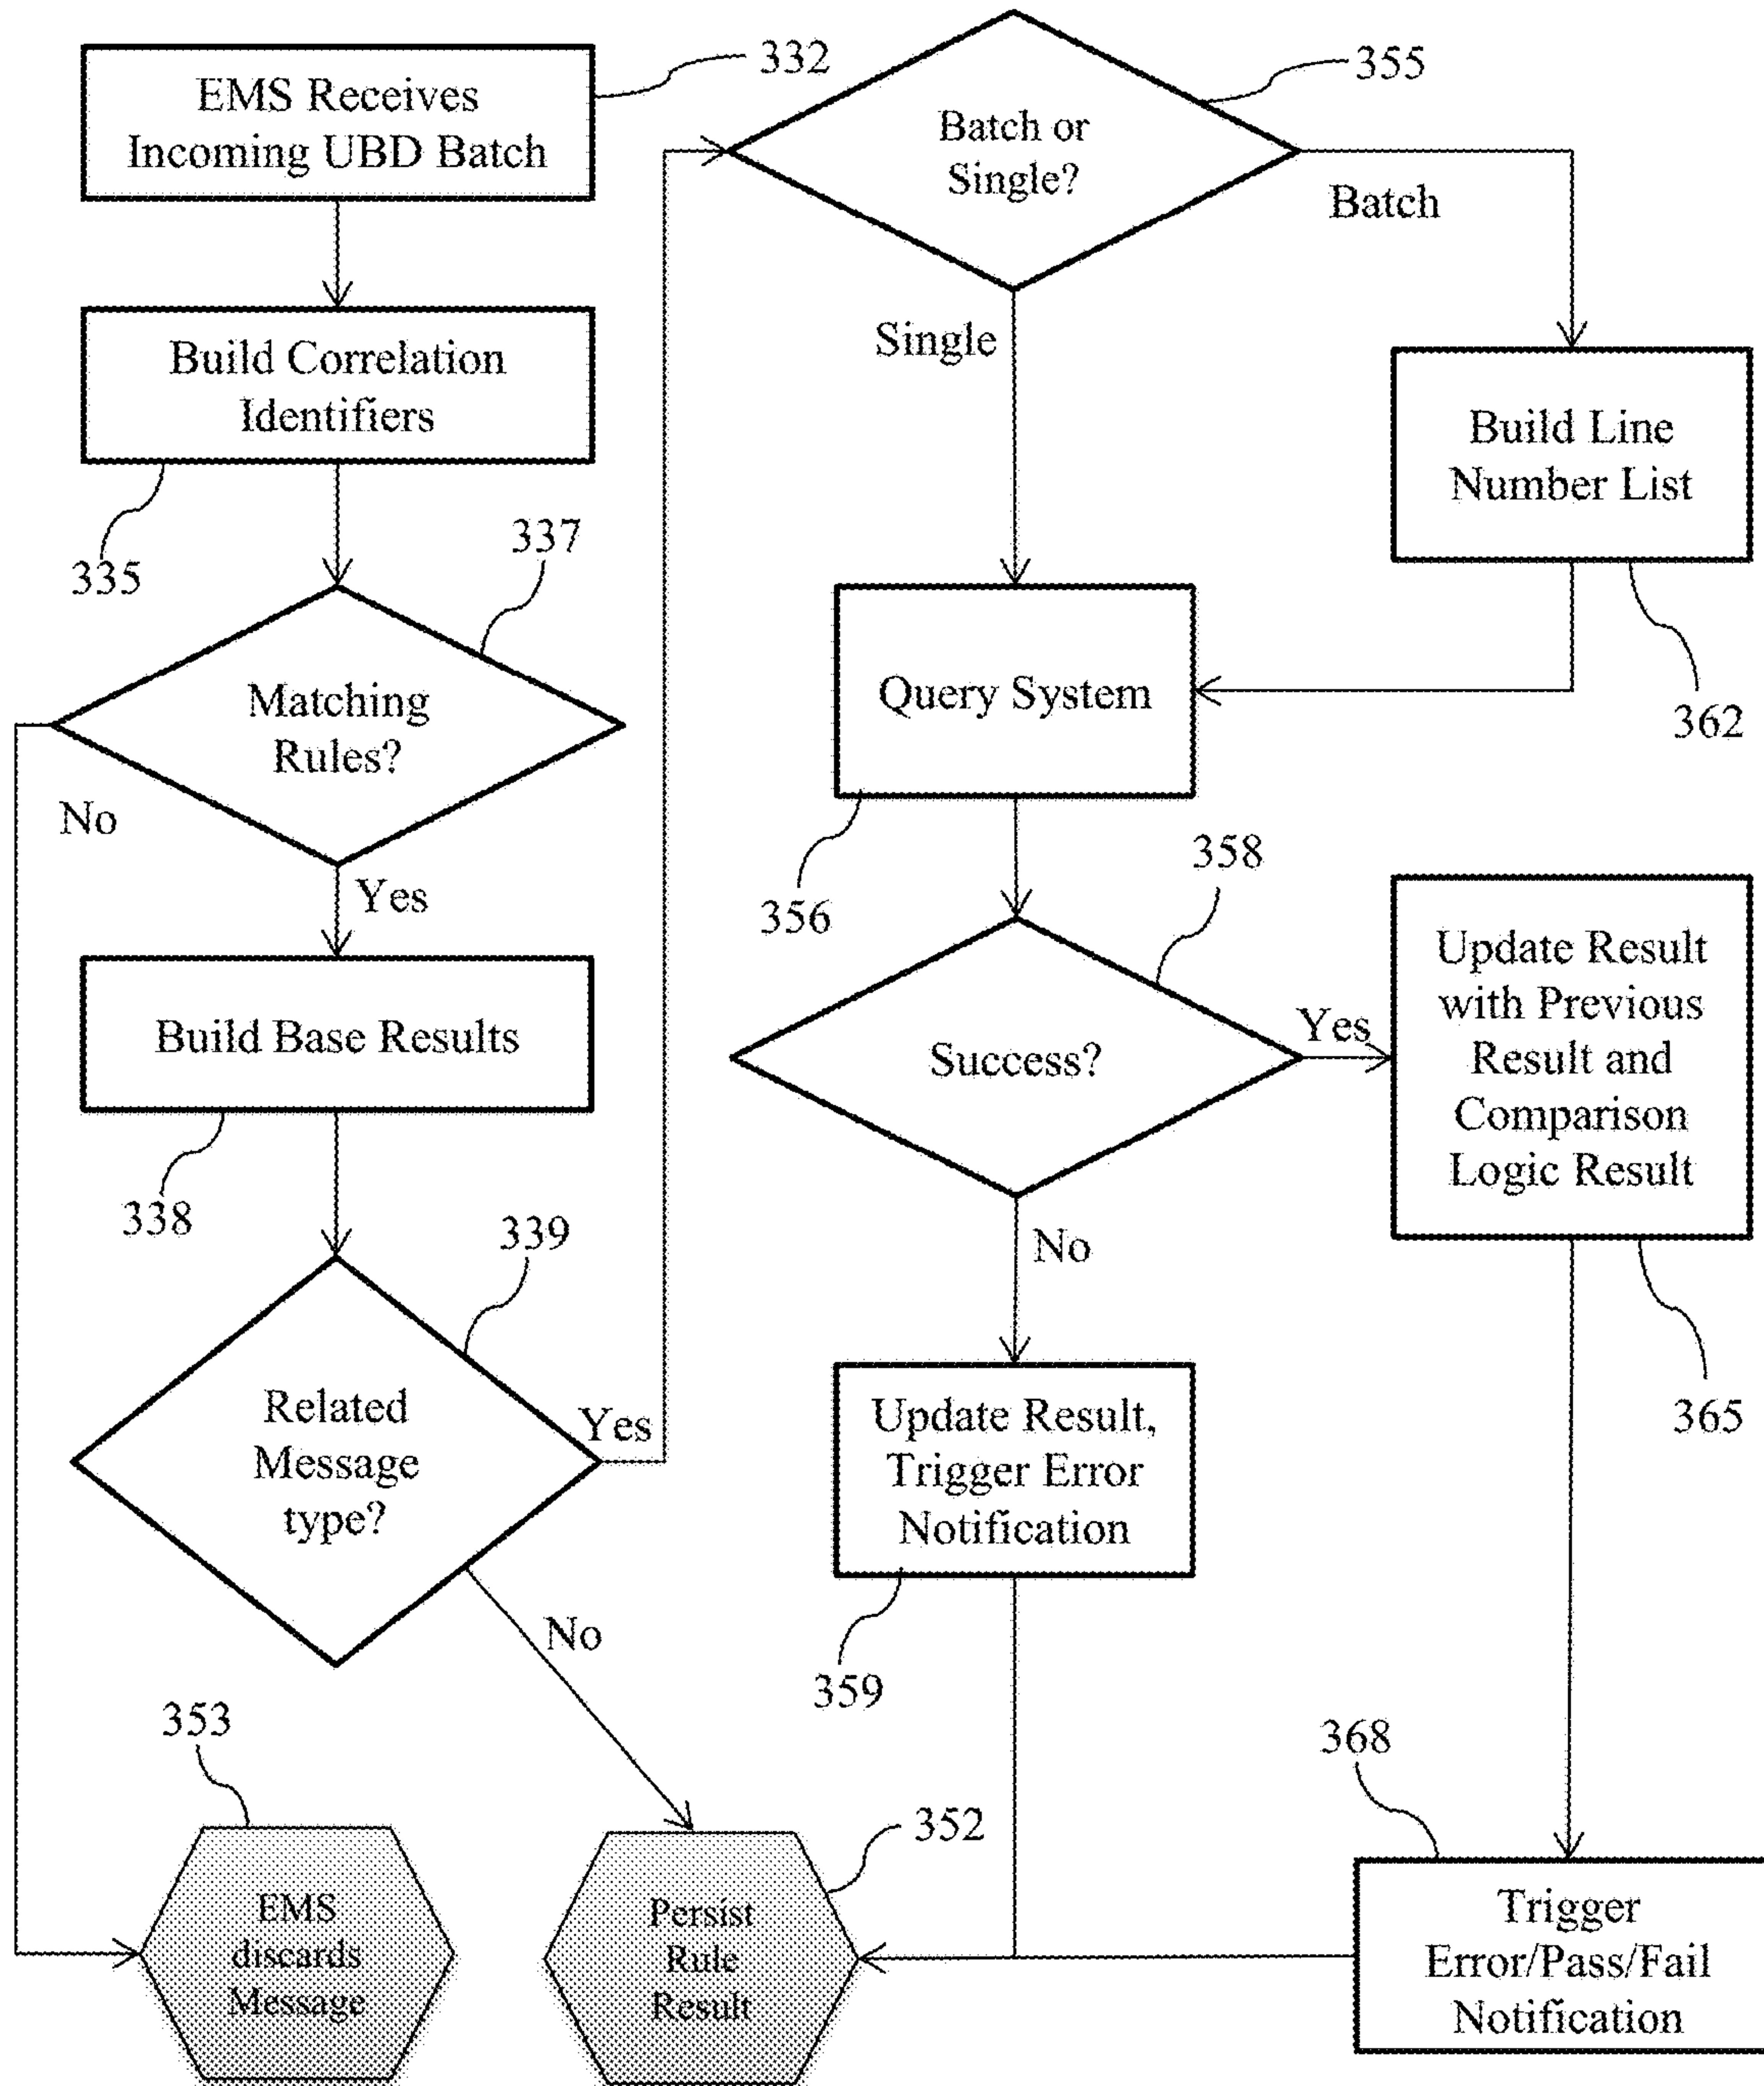 EMS Receives
Incoming UBD Batch
332
Build Correlation
Identifiers
335
337
Matching
Rules?
No
Yes
Build Base Results
338
339
Related
Message
type?
Yes
No
353
EMS
discards
Message
352
Persist
Rule
Result
355
Batch or
Single?
Batch
Single
Build Line
Number List
362
Query System
356
358
Success?
Yes
No
Update Result
with Previous
Result and
Comparison
Logic Result
365
Update Result,
Trigger Error
Notification
359
368
Trigger
Error/Pass/Fail
Notification